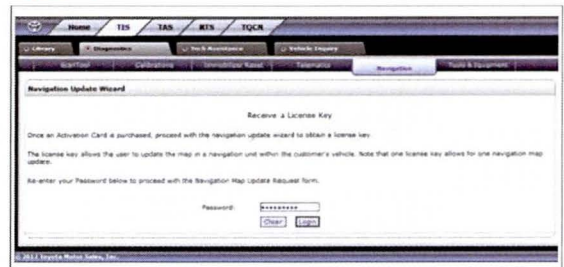 Home TIS TAS RTS TQCN
Library Diagnostics Tech Assistance Vehicle Inquiry
ScanTool Calibrations Immobilizer Reset Telematics Navigation Tools & Equipment
Navigation Update Wizard
Receive a License Key
Once an Activation Card is purchased, proceed with the navigation update wizard to obtain a license key.
The license key allows the user to update the map in a navigation unit within the customer's vehicle. Note that one license key allows for one navigation map
update.
Re-enter your Password below to proceed with the Navigation Map Update Request form.
Password: *********
Clear Login
© 2012 Toyota Motor Sales, Inc.